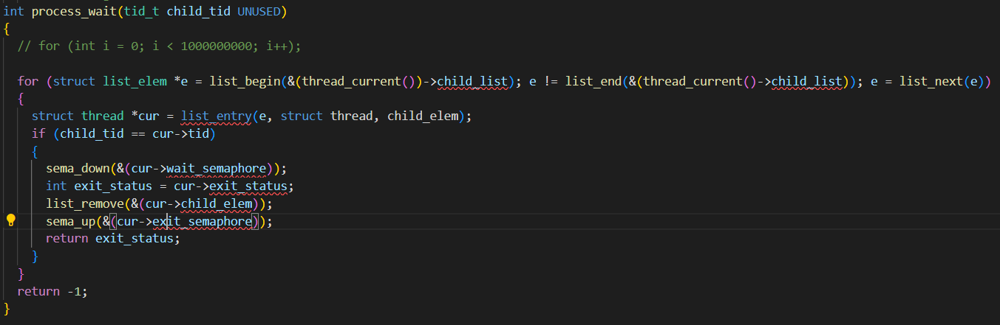 int process_wait(tid_t child_tid UNUSED)
{
// for (int i = 0; i < 1000000000; i++);
for (struct list_elem *e = list_begin(&(thread_current())->child_list); e != list_end(&(thread_current()->child_list)); e = list_next(e))
{
struct thread *cur = list_entry(e, struct thread, child_elem);
if (child_tid == cur->tid)
{
sema_down(&(cur->wait_semaphore));
int exit_status = cur->exit_status;
list_remove(&(cur->child_elem));
sema_up(&(cur->exit_semaphore));
return exit_status;
}
}
return -1;
}